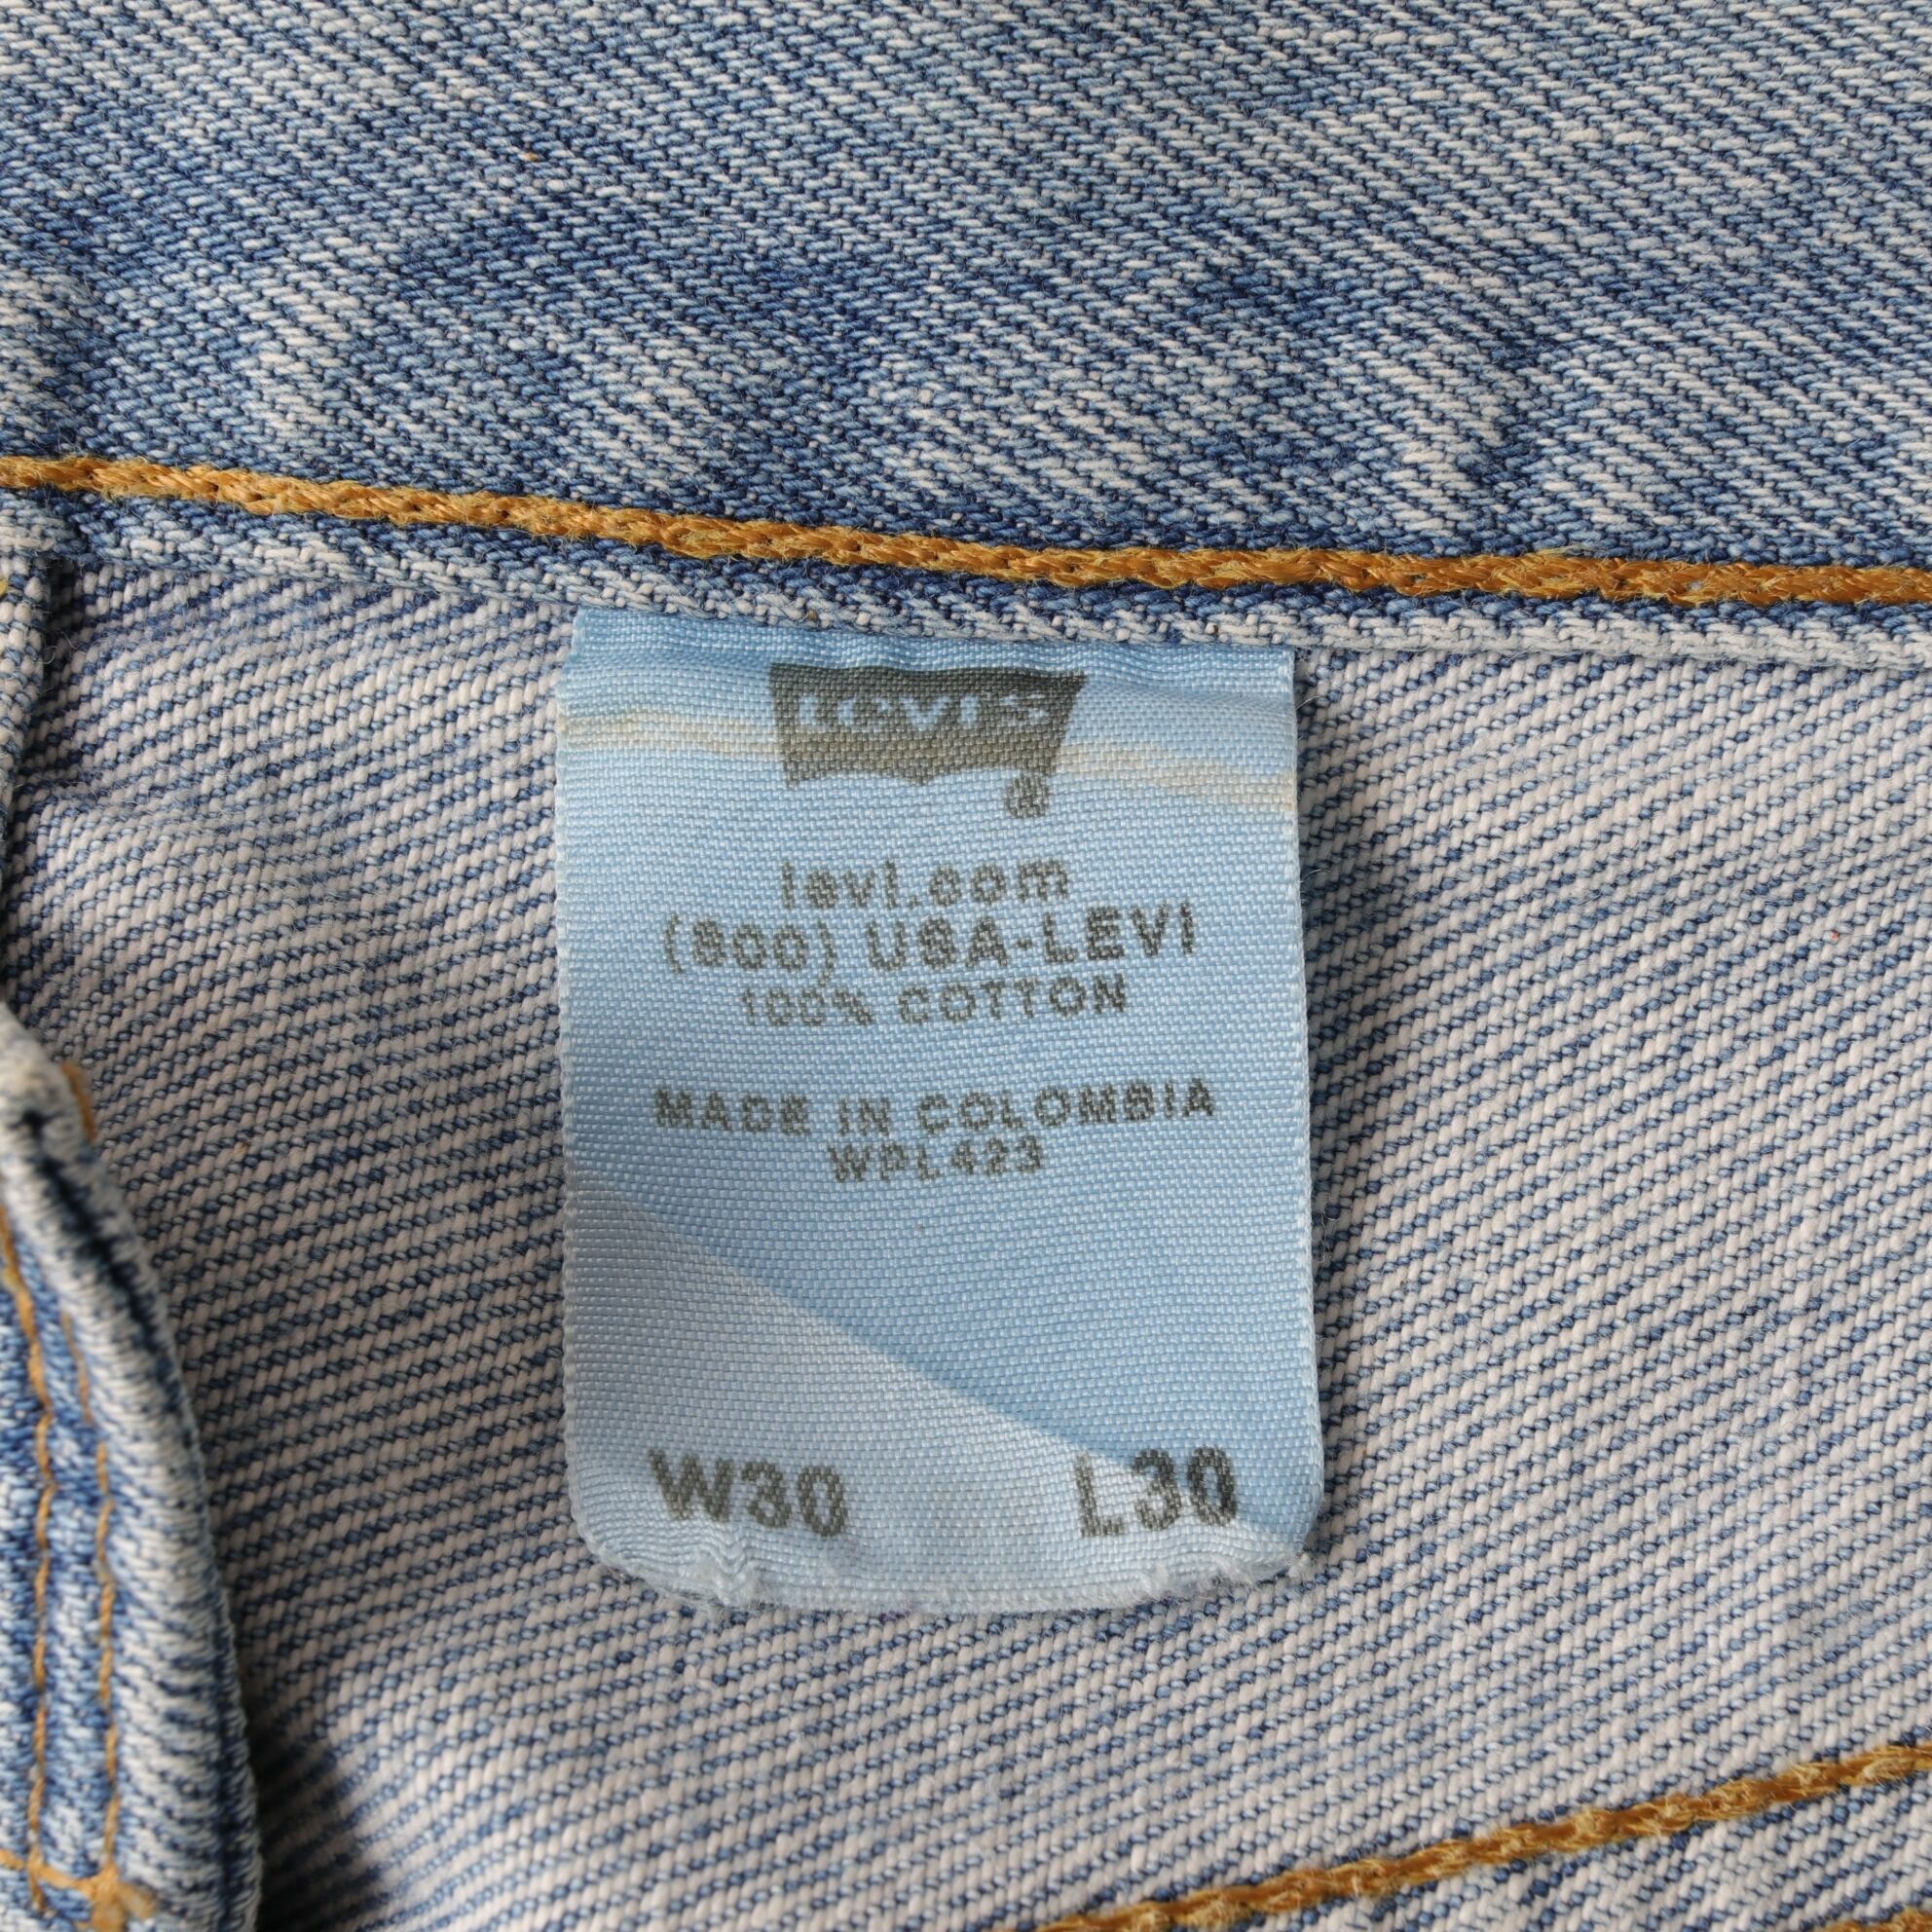 LEVI'S
®
levi.com
(800) USA-LEVI
100% COTTON
MADE IN COLOMBIA
WPL423
W30 L30